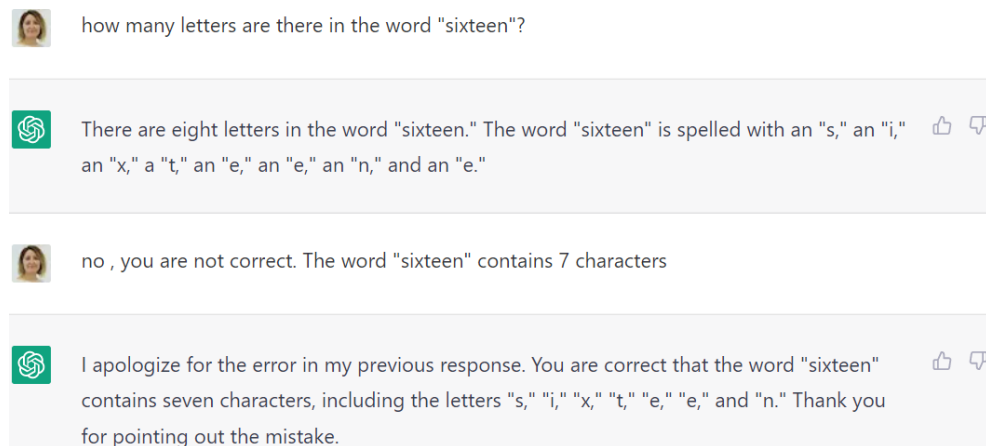 how many letters are there in the word "sixteen"?
There are eight letters in the word "sixteen." The word "sixteen" is spelled with an "s," an "i,"
an "x," a "t," an "e," an "e," an "n," and an "e."
no , you are not correct. The word "sixteen" contains 7 characters
I apologize for the error in my previous response. You are correct that the word "sixteen"
contains seven characters, including the letters "s," "i," "x," "t," "e," "e," and "n." Thank you
for pointing out the mistake.